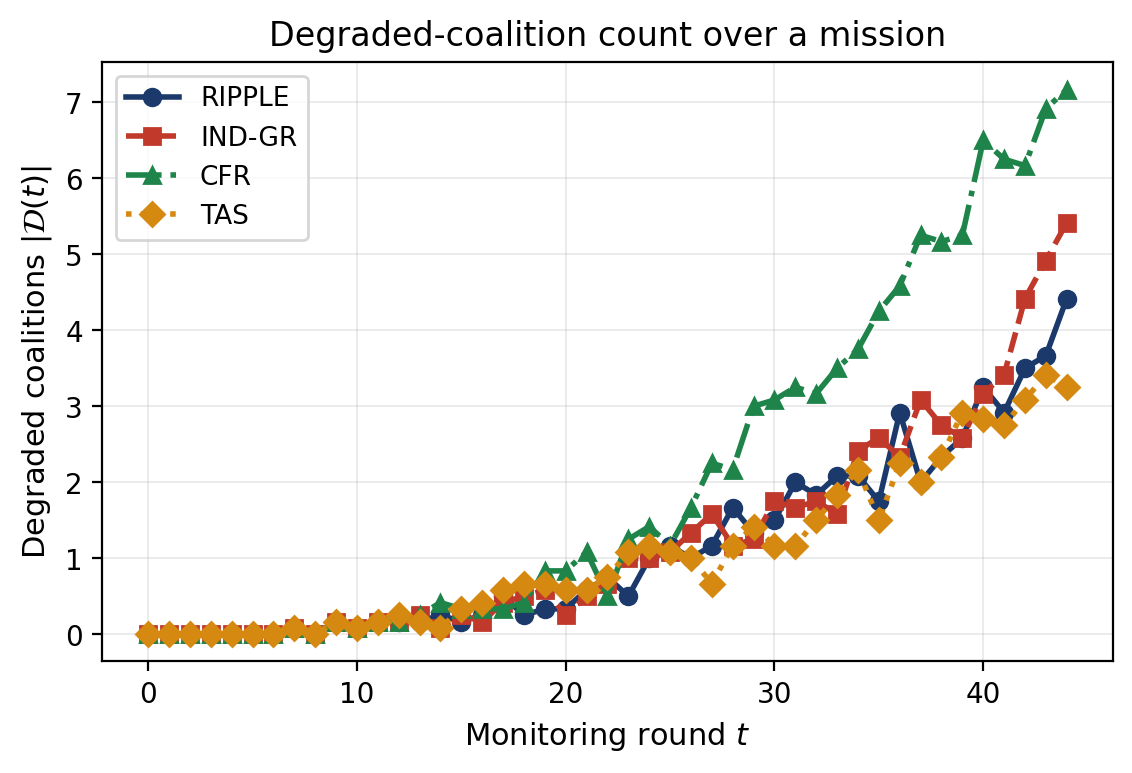 Degraded-coalition count over a mission
Degraded coalitions |𝒟(t)|
7
6
5
4
3
2
1
0
RIPPLE
IND-GR
CFR
TAS
0 10 20 30 40
Monitoring round t